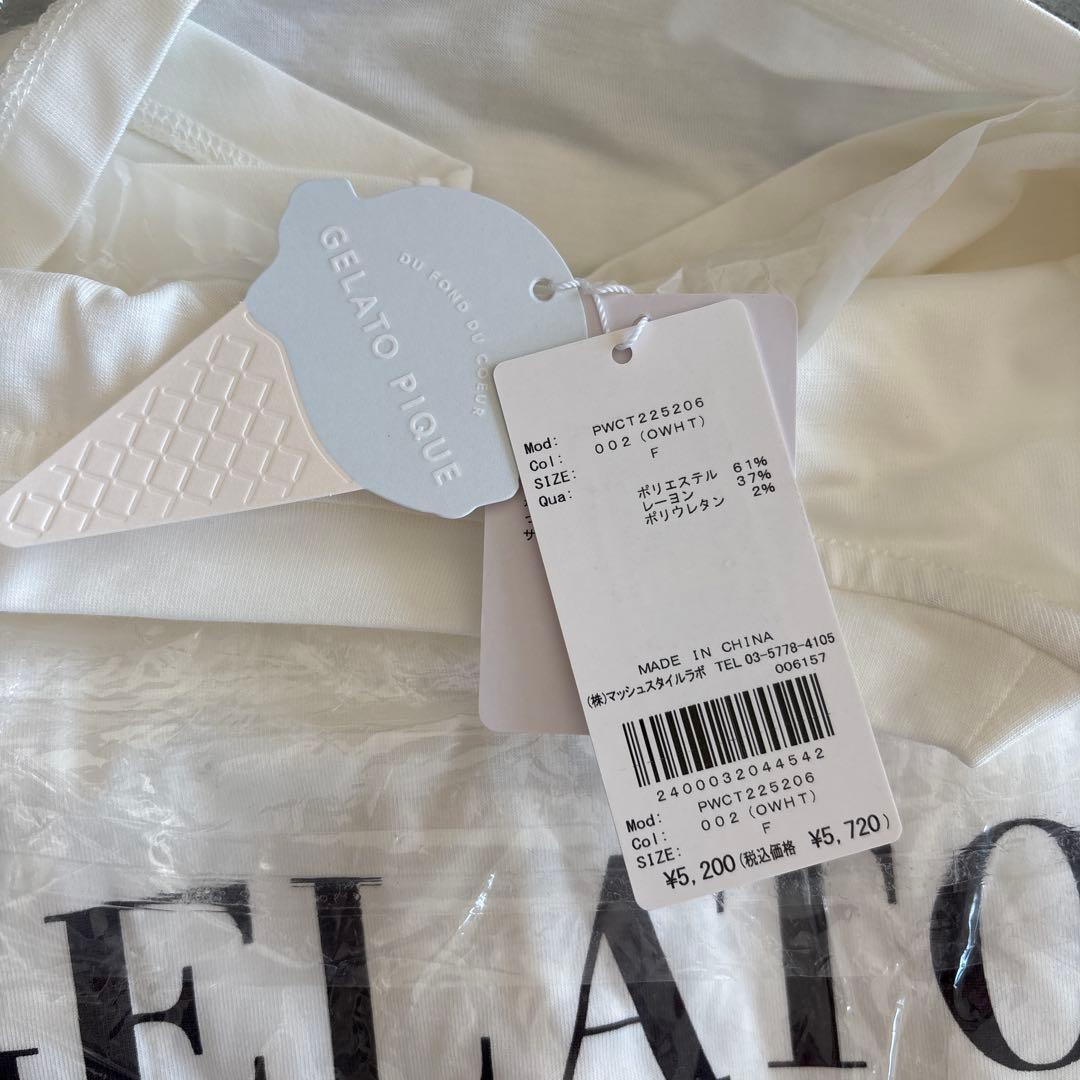 GELATO PIQUE
DU FOND DU COEUR
Mod: PWCT225206
Col: 002(OWHT)
SIZE: F
Qua: ポリエステル 61%
レーヨン 37%
ポリウレタン 2%
MADE IN CHINA
(株)マッシュスタイルラボ TEL 03-5778-4105
006157
2400032044542
Mod: PWCT225206
Col: 002(OWHT)
SIZE: F
¥5,200(税込価格 ¥5,720)
GELATO